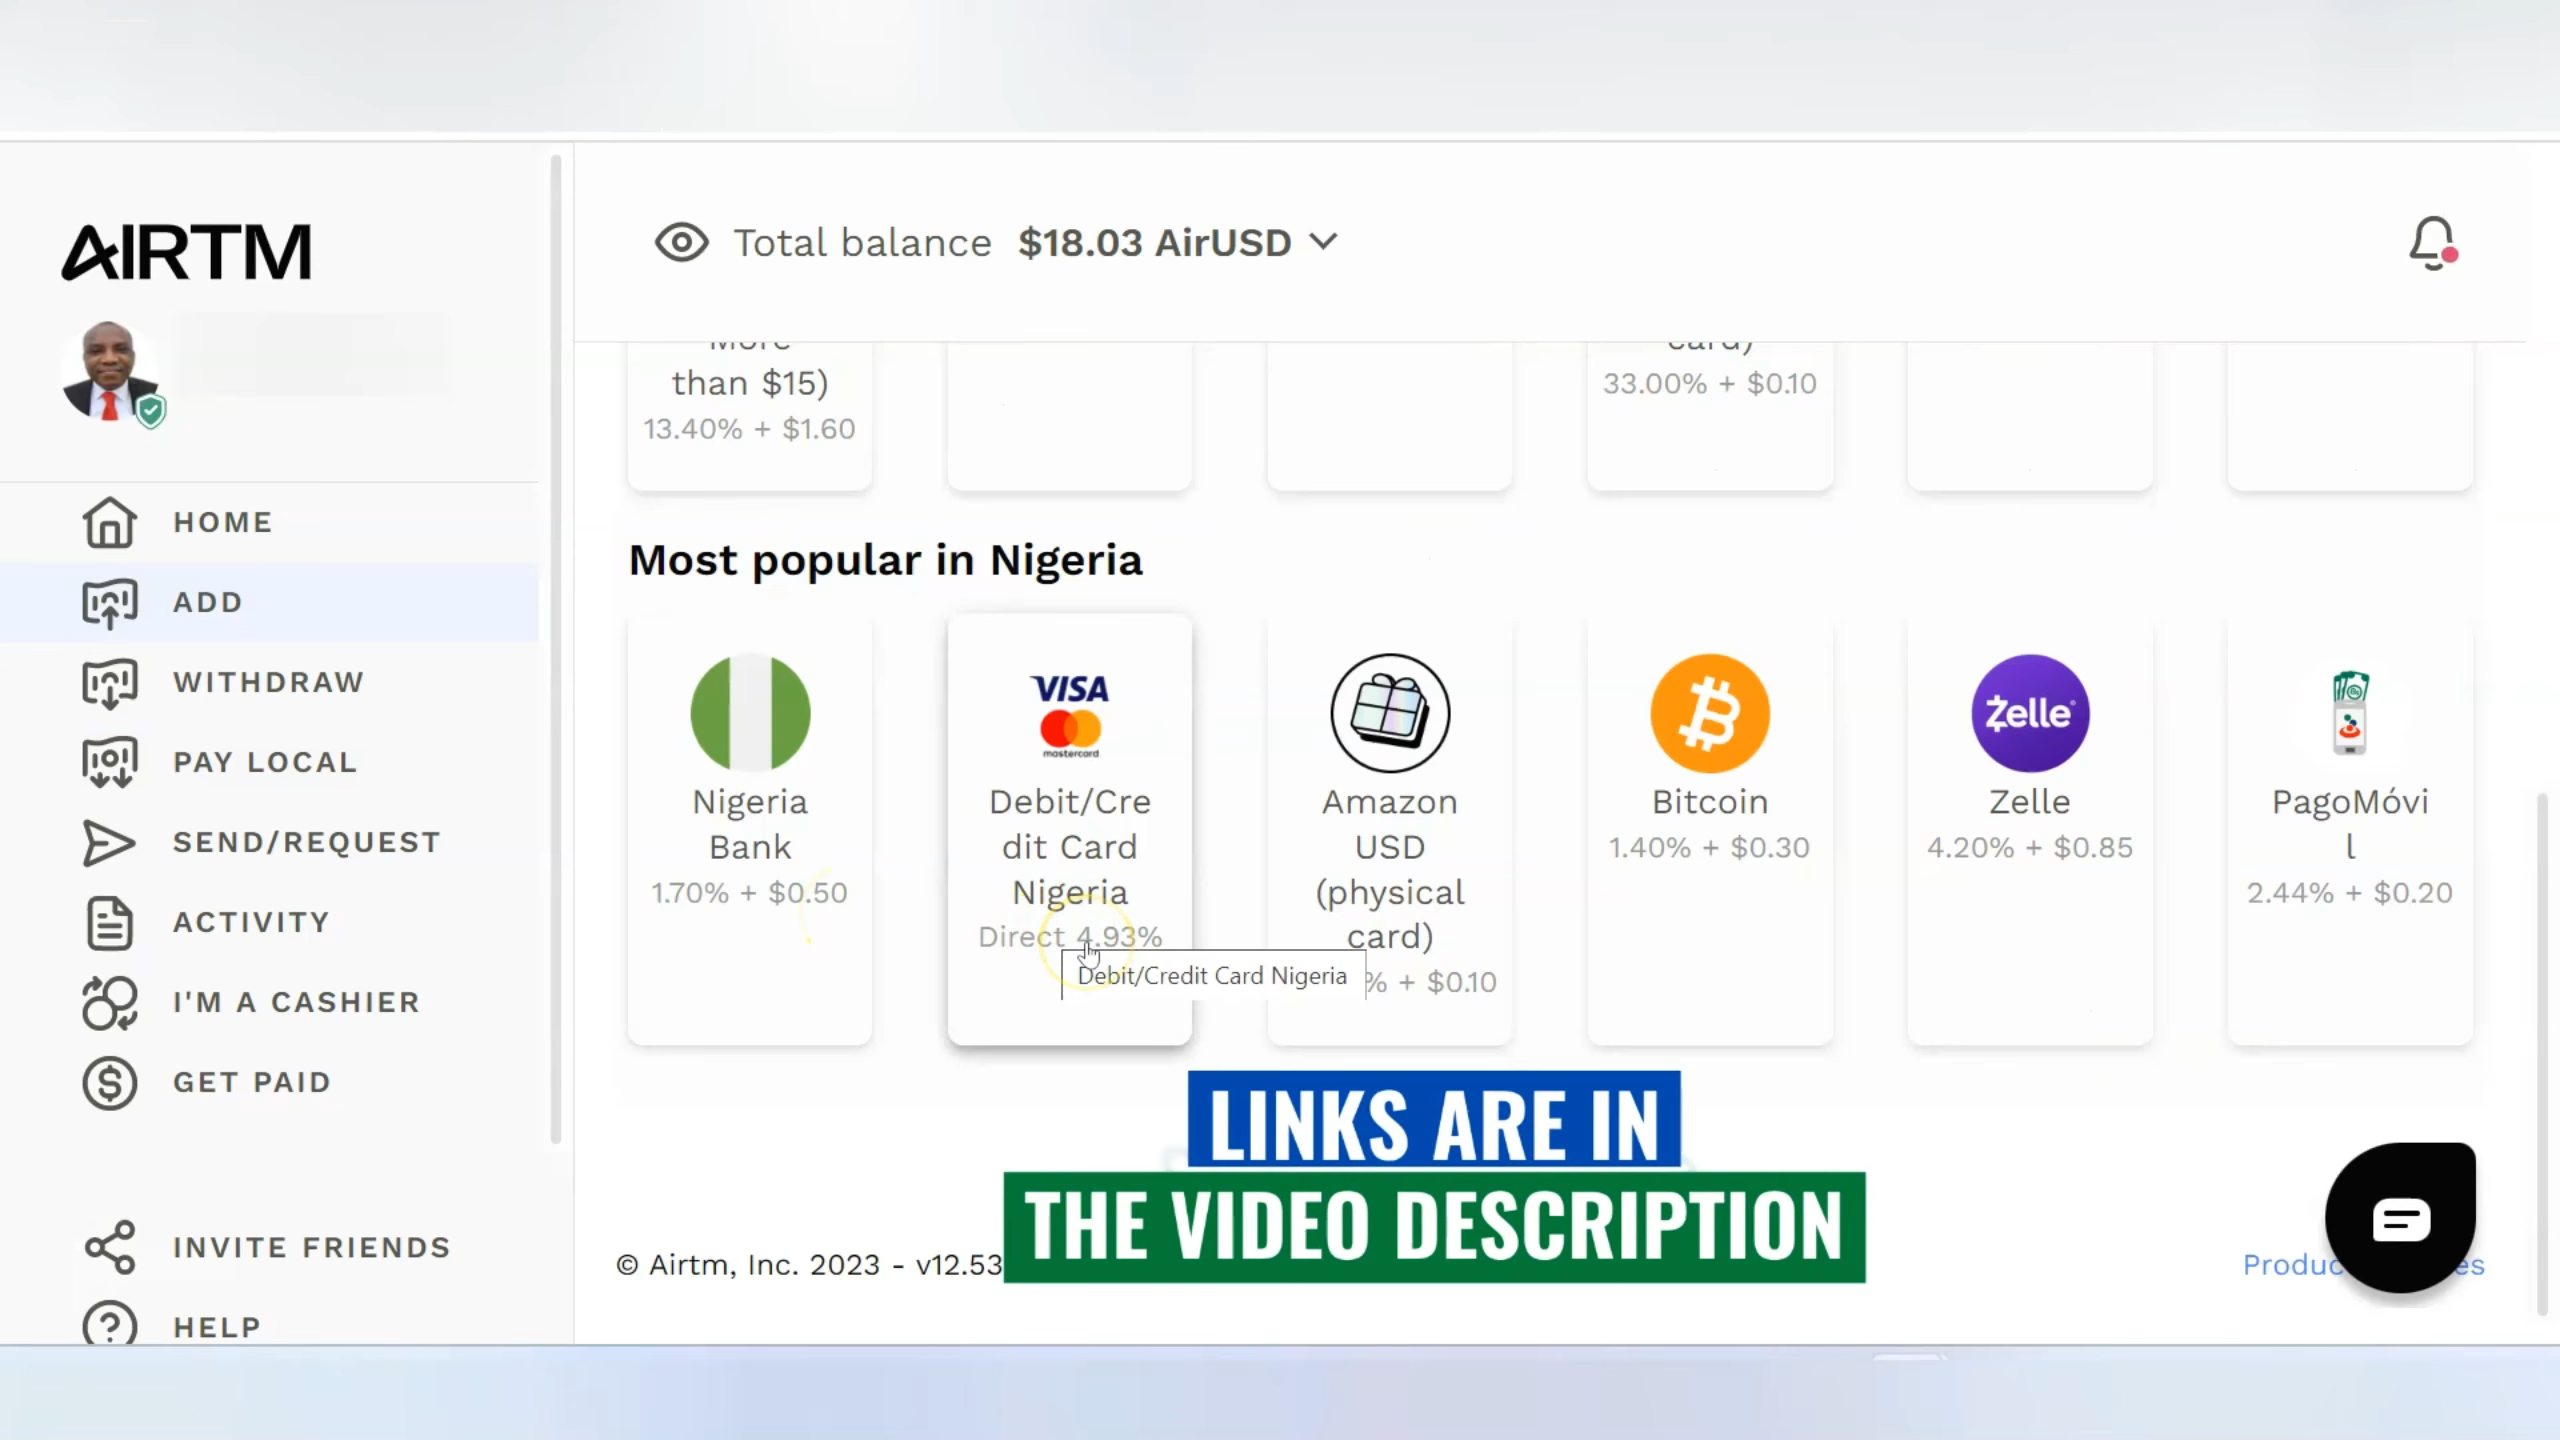 AIRTM
Total balance $18.03 AirUSD
than $15)
13.40% + $1.60
card)
33.00% + $0.10
HOME
ADD
WITHDRAW
PAY LOCAL
SEND/REQUEST
ACTIVITY
I'M A CASHIER
GET PAID
INVITE FRIENDS
HELP
Most popular in Nigeria
Nigeria
Bank
1.70% + $0.50
VISA
mastercard
Debit/Cre
dit Card
Nigeria
Direct 4.93%
Debit/Credit Card Nigeria
Amazon
USD
(physical
card)
% + $0.10
Bitcoin
1.40% + $0.30
Zelle
Zelle
4.20% + $0.85
PagoMóvi
l
2.44% + $0.20
LINKS ARE IN
THE VIDEO DESCRIPTION
© Airtm, Inc. 2023 - v12.53